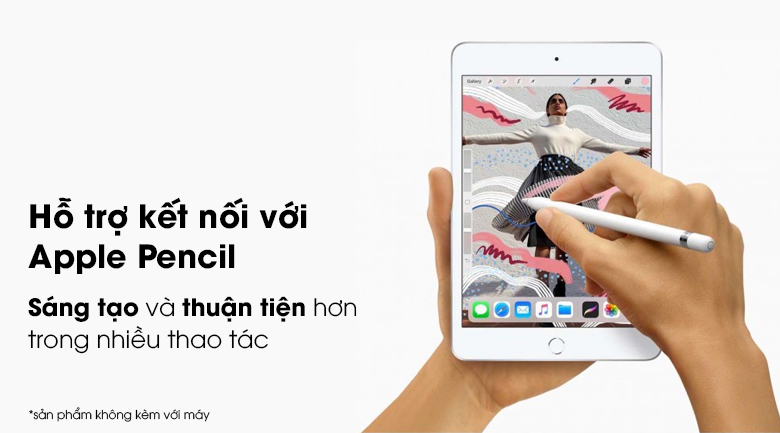 Gallery
Hỗ trợ kết nối với
Apple Pencil
Sáng tạo và thuận tiện hơn
trong nhiều thao tác
*sản phẩm không kèm với máy